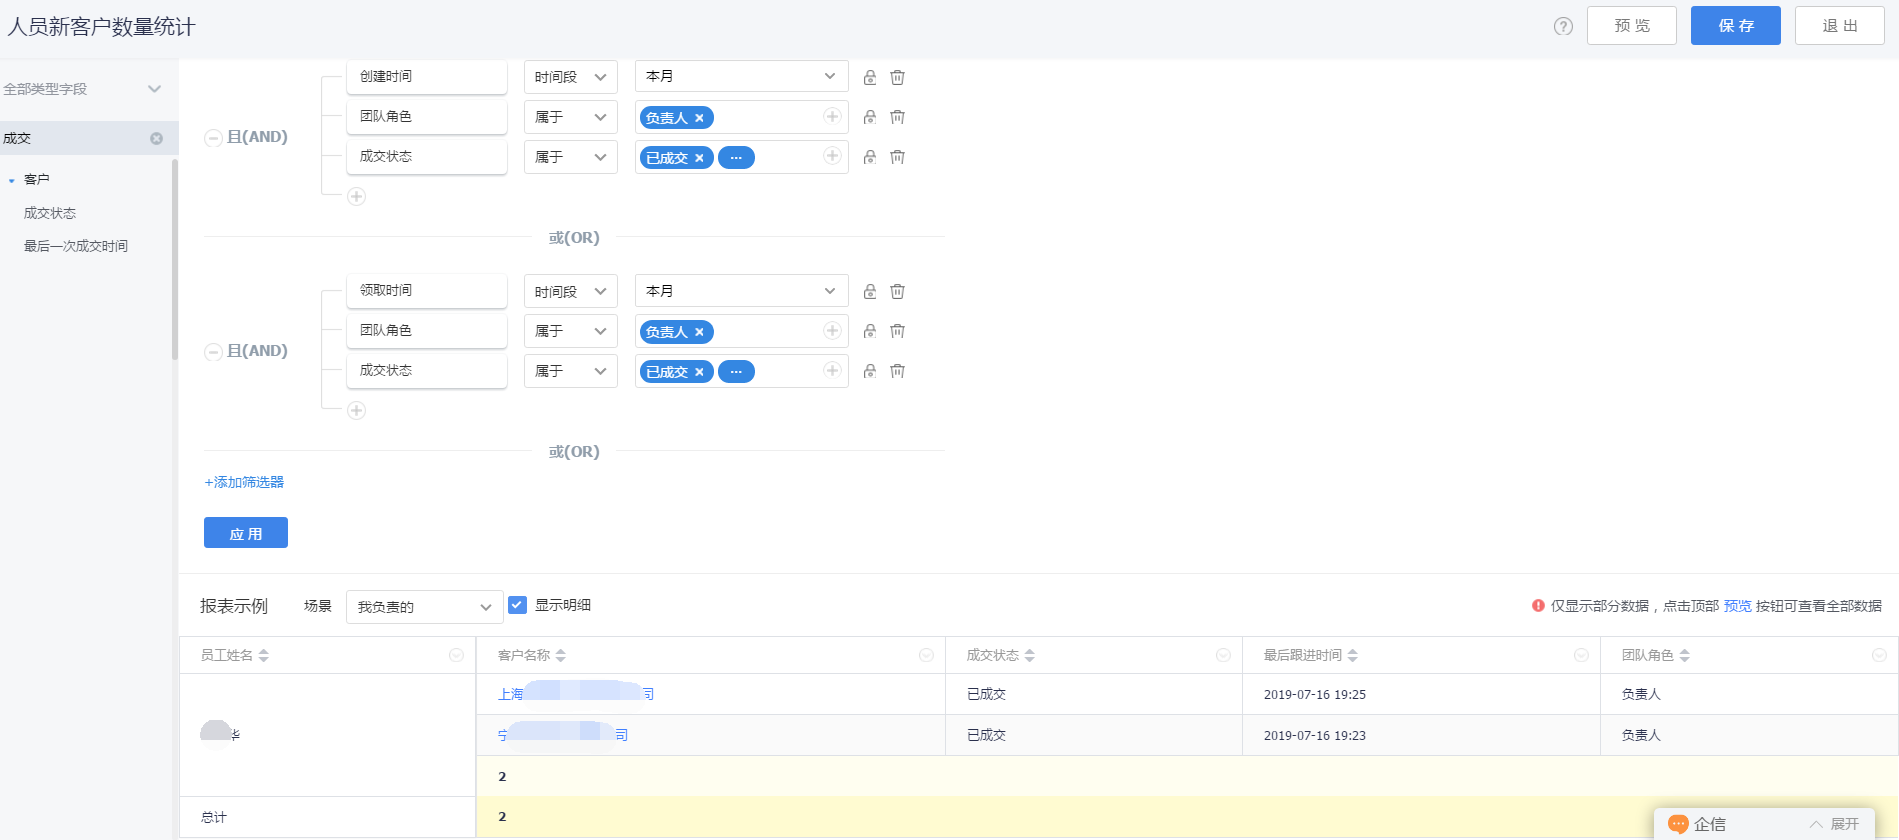 人员新客户数量统计
? 预览 保存 退出
全部类型字段
成交
客户
成交状态
最后一次成交时间
创建时间 时间段 本月
且(AND) 团队角色 属于 负责人 ×
成交状态 属于 已成交 × ...
或(OR)
领取时间 时间段 本月
且(AND) 团队角色 属于 负责人 ×
成交状态 属于 已成交 × ...
或(OR)
+添加筛选器
应用
报表示例 场景 我负责的 显示明细 仅显示部分数据，点击顶部 预览 按钮可查看全部数据
员工姓名 客户名称 成交状态 最后跟进时间 团队角色
上海 司 已成交 2019-07-16 19:25 负责人
华 司 已成交 2019-07-16 19:23 负责人
2
总计 2
企信 展开